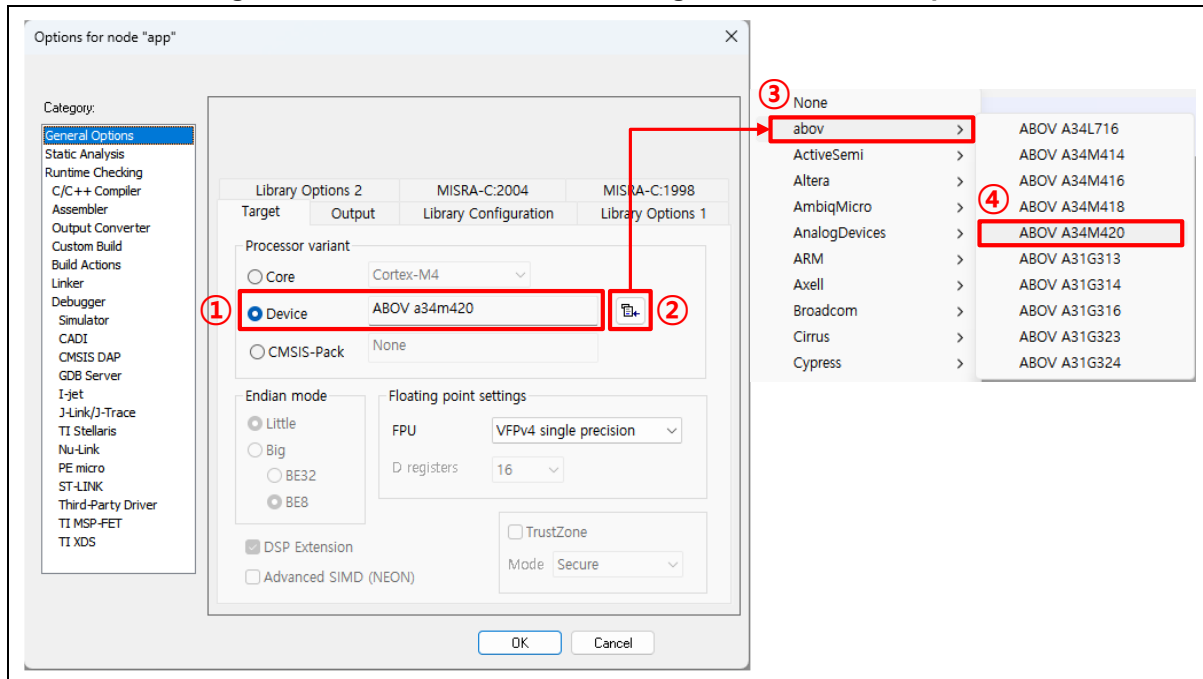 Options for node "app"
Category:
General Options
Static Analysis
Runtime Checking
C/C++ Compiler
Assembler
Output Converter
Custom Build
Build Actions
Linker
Debugger
Simulator
CADI
CMSIS DAP
GDB Server
I-jet
J-Link/J-Trace
TI Stellaris
Nu-Link
PE micro
ST-LINK
Third-Party Driver
TI MSP-FET
TI XDS
Library Options 2 MISRA-C:2004 MISRA-C:1998
Target Output Library Configuration Library Options 1
Processor variant
Core Cortex-M4
① Device ABOV a34m420 ②
CMSIS-Pack None
Endian mode
Little
Big
BE32
BE8
Floating point settings
FPU VFPv4 single precision
D registers 16
DSP Extension
Advanced SIMD (NEON)
TrustZone
Mode Secure
OK Cancel
③ None
abov >
ActiveSemi >
Altera >
AmbiqMicro >
AnalogDevices >
ARM >
Axell >
Broadcom >
Cirrus >
Cypress >
ABOV A34L716
ABOV A34M414
ABOV A34M416
④ ABOV A34M418
ABOV A34M420
ABOV A31G313
ABOV A31G314
ABOV A31G316
ABOV A31G323
ABOV A31G324